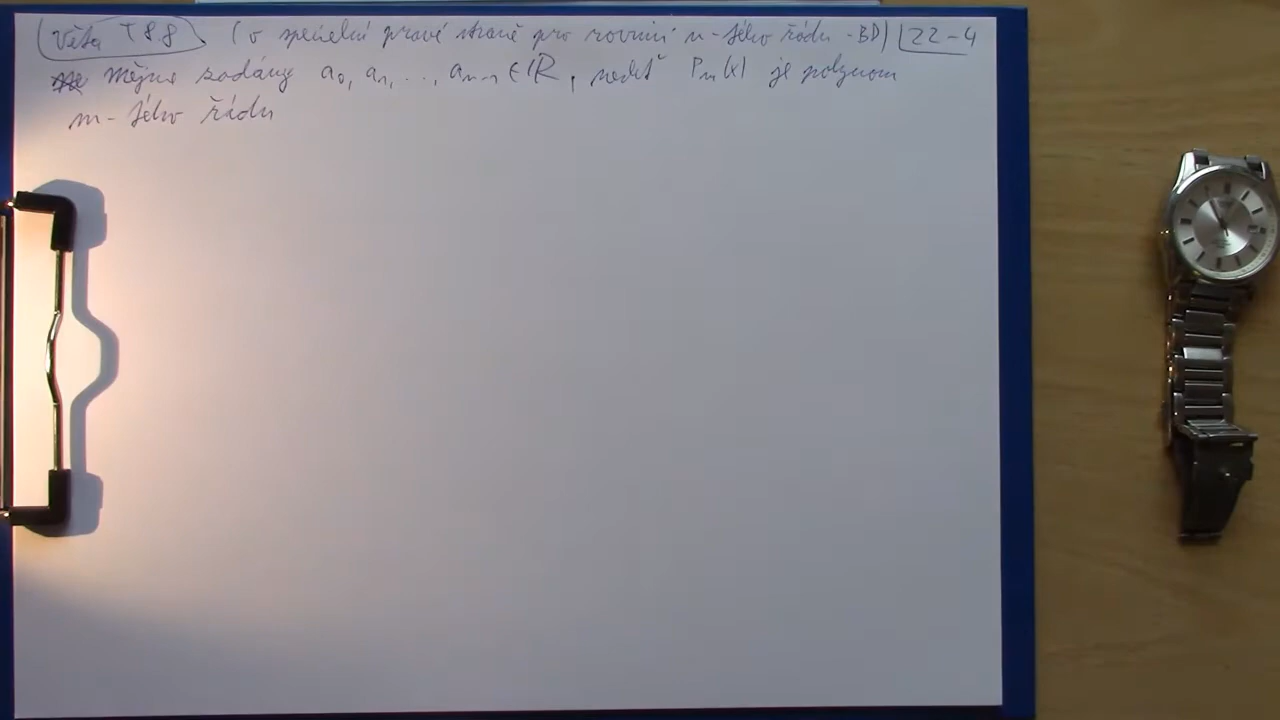 Věta T8.8 (o speciální pravé straně pro rovnici n-tého řádu - BD) 22-4
Mějme zadány a₀, a₁, ..., aₙ₋₁ ∈ ℝ, nechť Pₘ(x) je polynom
m-tého řádu